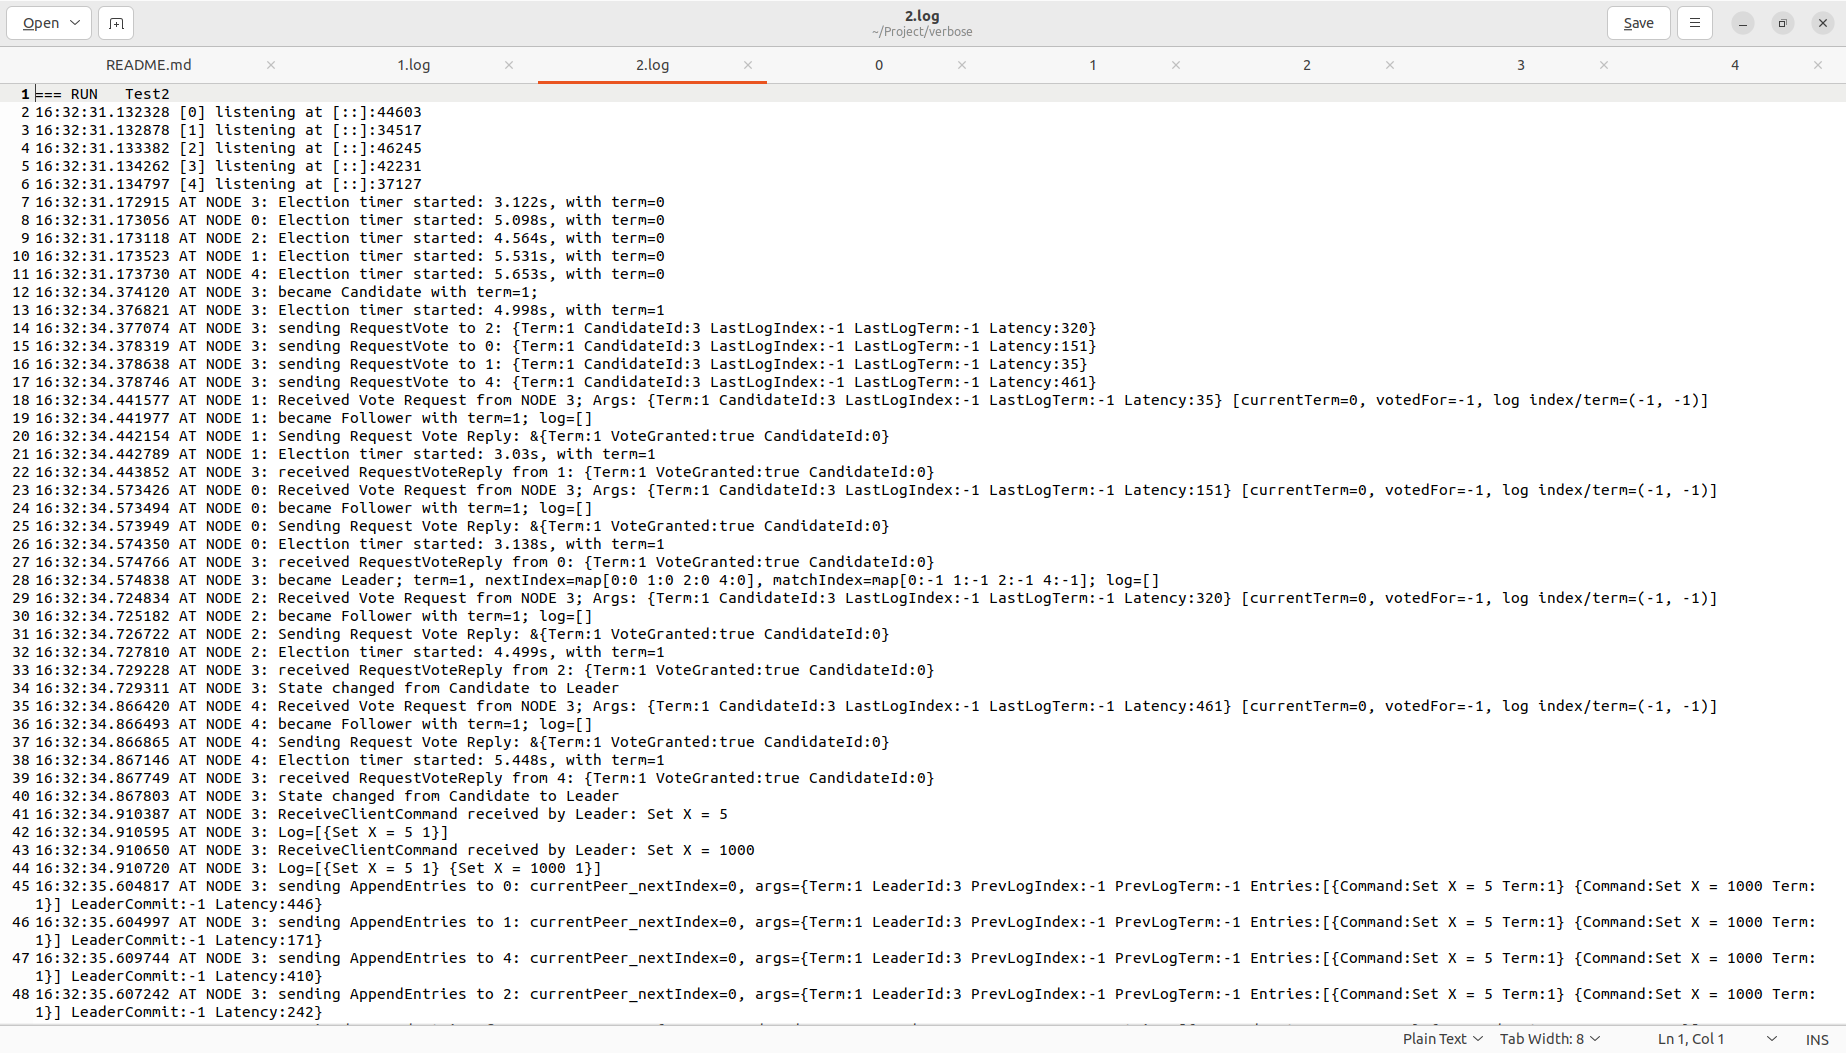 Open
2.log
~/Project/verbose
Save
README.md
1.log
2.log
0
1
2
3
4
1 === RUN   Test2
2 16:32:31.132328 [0] listening at [::]:44603
3 16:32:31.132878 [1] listening at [::]:34517
4 16:32:31.133382 [2] listening at [::]:46245
5 16:32:31.134262 [3] listening at [::]:42231
6 16:32:31.134797 [4] listening at [::]:37127
7 16:32:31.172915 AT NODE 3: Election timer started: 3.122s, with term=0
8 16:32:31.173056 AT NODE 0: Election timer started: 5.098s, with term=0
9 16:32:31.173118 AT NODE 2: Election timer started: 4.564s, with term=0
10 16:32:31.173523 AT NODE 1: Election timer started: 5.531s, with term=0
11 16:32:31.173730 AT NODE 4: Election timer started: 5.653s, with term=0
12 16:32:34.374120 AT NODE 3: became Candidate with term=1;
13 16:32:34.376821 AT NODE 3: Election timer started: 4.998s, with term=1
14 16:32:34.377074 AT NODE 3: sending RequestVote to 2: {Term:1 CandidateId:3 LastLogIndex:-1 LastLogTerm:-1 Latency:320}
15 16:32:34.378319 AT NODE 3: sending RequestVote to 0: {Term:1 CandidateId:3 LastLogIndex:-1 LastLogTerm:-1 Latency:151}
16 16:32:34.378638 AT NODE 3: sending RequestVote to 1: {Term:1 CandidateId:3 LastLogIndex:-1 LastLogTerm:-1 Latency:35}
17 16:32:34.378746 AT NODE 3: sending RequestVote to 4: {Term:1 CandidateId:3 LastLogIndex:-1 LastLogTerm:-1 Latency:461}
18 16:32:34.441577 AT NODE 1: Received Vote Request from NODE 3; Args: {Term:1 CandidateId:3 LastLogIndex:-1 LastLogTerm:-1 Latency:35} [currentTerm=0, votedFor=-1, log index/term=(-1, -1)]
19 16:32:34.441977 AT NODE 1: became Follower with term=1; log=[]
20 16:32:34.442154 AT NODE 1: Sending Request Vote Reply: &{Term:1 VoteGranted:true CandidateId:0}
21 16:32:34.442789 AT NODE 1: Election timer started: 3.03s, with term=1
22 16:32:34.443852 AT NODE 3: received RequestVoteReply from 1: {Term:1 VoteGranted:true CandidateId:0}
23 16:32:34.573426 AT NODE 0: Received Vote Request from NODE 3; Args: {Term:1 CandidateId:3 LastLogIndex:-1 LastLogTerm:-1 Latency:151} [currentTerm=0, votedFor=-1, log index/term=(-1, -1)]
24 16:32:34.573494 AT NODE 0: became Follower with term=1; log=[]
25 16:32:34.573949 AT NODE 0: Sending Request Vote Reply: &{Term:1 VoteGranted:true CandidateId:0}
26 16:32:34.574350 AT NODE 0: Election timer started: 3.138s, with term=1
27 16:32:34.574766 AT NODE 3: received RequestVoteReply from 0: {Term:1 VoteGranted:true CandidateId:0}
28 16:32:34.574838 AT NODE 3: became Leader; term=1, nextIndex=map[0:0 1:0 2:0 4:0], matchIndex=map[0:-1 1:-1 2:-1 4:-1]; log=[]
29 16:32:34.724834 AT NODE 2: Received Vote Request from NODE 3; Args: {Term:1 CandidateId:3 LastLogIndex:-1 LastLogTerm:-1 Latency:320} [currentTerm=0, votedFor=-1, log index/term=(-1, -1)]
30 16:32:34.725182 AT NODE 2: became Follower with term=1; log=[]
31 16:32:34.726722 AT NODE 2: Sending Request Vote Reply: &{Term:1 VoteGranted:true CandidateId:0}
32 16:32:34.727810 AT NODE 2: Election timer started: 4.499s, with term=1
33 16:32:34.729228 AT NODE 3: received RequestVoteReply from 2: {Term:1 VoteGranted:true CandidateId:0}
34 16:32:34.729311 AT NODE 3: State changed from Candidate to Leader
35 16:32:34.866420 AT NODE 4: Received Vote Request from NODE 3; Args: {Term:1 CandidateId:3 LastLogIndex:-1 LastLogTerm:-1 Latency:461} [currentTerm=0, votedFor=-1, log index/term=(-1, -1)]
36 16:32:34.866493 AT NODE 4: became Follower with term=1; log=[]
37 16:32:34.866865 AT NODE 4: Sending Request Vote Reply: &{Term:1 VoteGranted:true CandidateId:0}
38 16:32:34.867146 AT NODE 4: Election timer started: 5.448s, with term=1
39 16:32:34.867749 AT NODE 3: received RequestVoteReply from 4: {Term:1 VoteGranted:true CandidateId:0}
40 16:32:34.867803 AT NODE 3: State changed from Candidate to Leader
41 16:32:34.910387 AT NODE 3: ReceiveClientCommand received by Leader: Set X = 5
42 16:32:34.910595 AT NODE 3: Log=[{Set X = 5 1}]
43 16:32:34.910650 AT NODE 3: ReceiveClientCommand received by Leader: Set X = 1000
44 16:32:34.910720 AT NODE 3: Log=[{Set X = 5 1} {Set X = 1000 1}]
45 16:32:35.604817 AT NODE 3: sending AppendEntries to 0: currentPeer_nextIndex=0, args={Term:1 LeaderId:3 PrevLogIndex:-1 PrevLogTerm:-1 Entries:[{Command:Set X = 5 Term:1} {Command:Set X = 1000 Term:
1}] LeaderCommit:-1 Latency:446}
46 16:32:35.604997 AT NODE 3: sending AppendEntries to 1: currentPeer_nextIndex=0, args={Term:1 LeaderId:3 PrevLogIndex:-1 PrevLogTerm:-1 Entries:[{Command:Set X = 5 Term:1} {Command:Set X = 1000 Term:
1}] LeaderCommit:-1 Latency:171}
47 16:32:35.609744 AT NODE 3: sending AppendEntries to 4: currentPeer_nextIndex=0, args={Term:1 LeaderId:3 PrevLogIndex:-1 PrevLogTerm:-1 Entries:[{Command:Set X = 5 Term:1} {Command:Set X = 1000 Term:
1}] LeaderCommit:-1 Latency:410}
48 16:32:35.607242 AT NODE 3: sending AppendEntries to 2: currentPeer_nextIndex=0, args={Term:1 LeaderId:3 PrevLogIndex:-1 PrevLogTerm:-1 Entries:[{Command:Set X = 5 Term:1} {Command:Set X = 1000 Term:
1}] LeaderCommit:-1 Latency:242}
Plain Text
Tab Width: 8
Ln 1, Col 1
INS